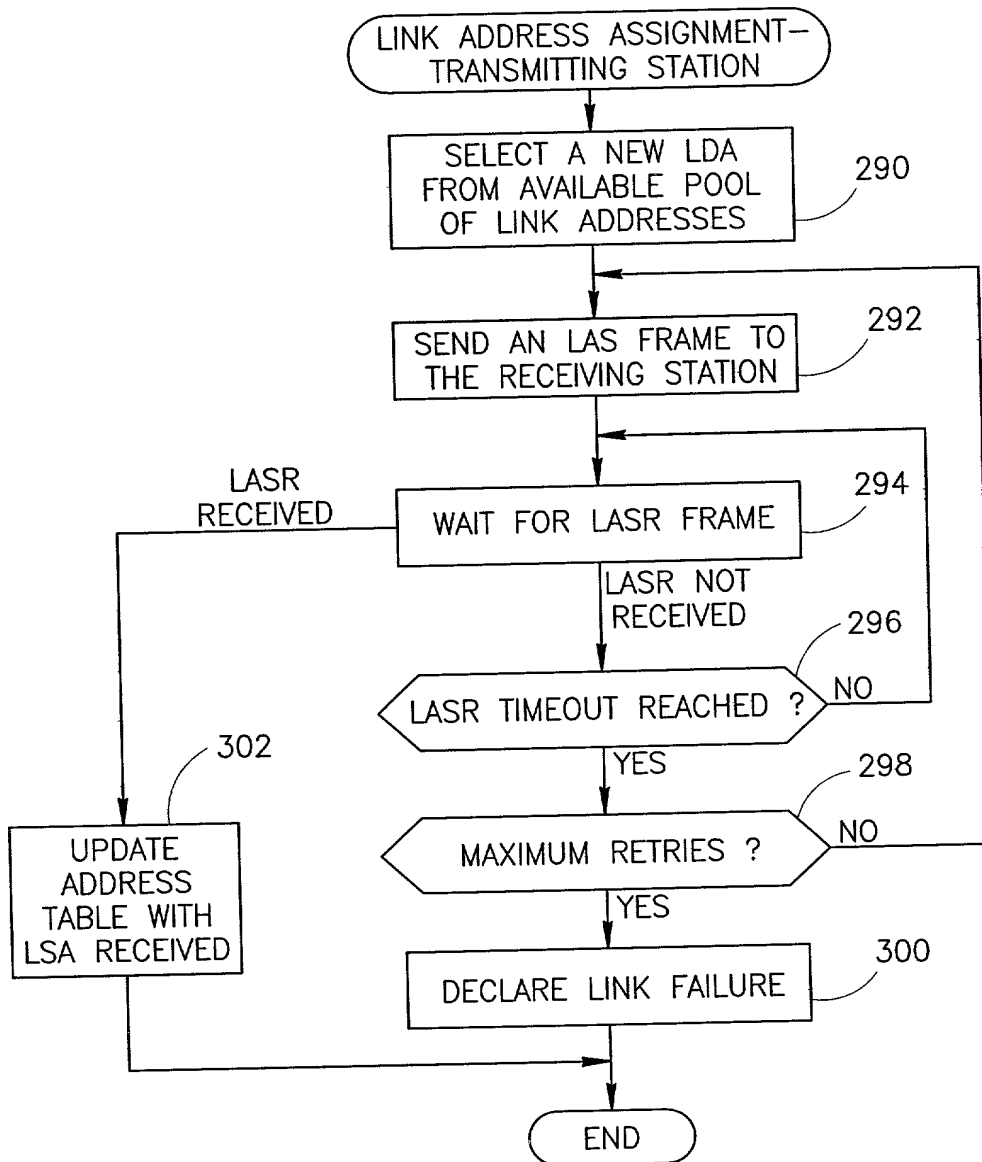 LINK ADDRESS ASSIGNMENT-
TRANSMITTING STATION
SELECT A NEW LDA
FROM AVAILABLE POOL
OF LINK ADDRESSES
290
SEND AN LAS FRAME TO
THE RECEIVING STATION
292
LASR
RECEIVED
WAIT FOR LASR FRAME
294
LASR NOT
RECEIVED
296
LASR TIMEOUT REACHED ?
NO
YES
302
298
UPDATE
ADDRESS
TABLE WITH
LSA RECEIVED
MAXIMUM RETRIES ?
NO
YES
DECLARE LINK FAILURE
300
END